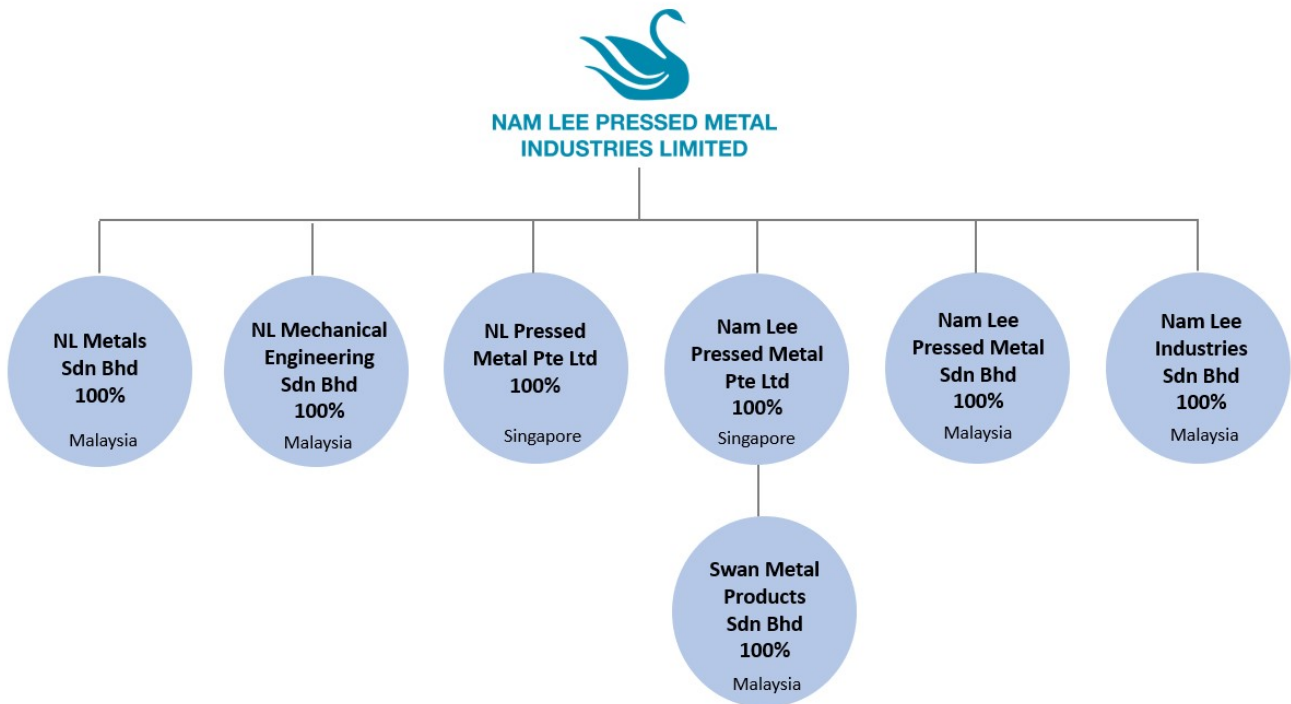 NAM LEE PRESSED METAL
INDUSTRIES LIMITED
NL Metals
Sdn Bhd
100%
Malaysia
NL Mechanical
Engineering
Sdn Bhd
100%
Malaysia
NL Pressed
Metal Pte Ltd
100%
Singapore
Nam Lee
Pressed Metal
Pte Ltd
100%
Singapore
Nam Lee
Pressed Metal
Sdn Bhd
100%
Malaysia
Nam Lee
Industries
Sdn Bhd
100%
Malaysia
Swan Metal
Products
Sdn Bhd
100%
Malaysia